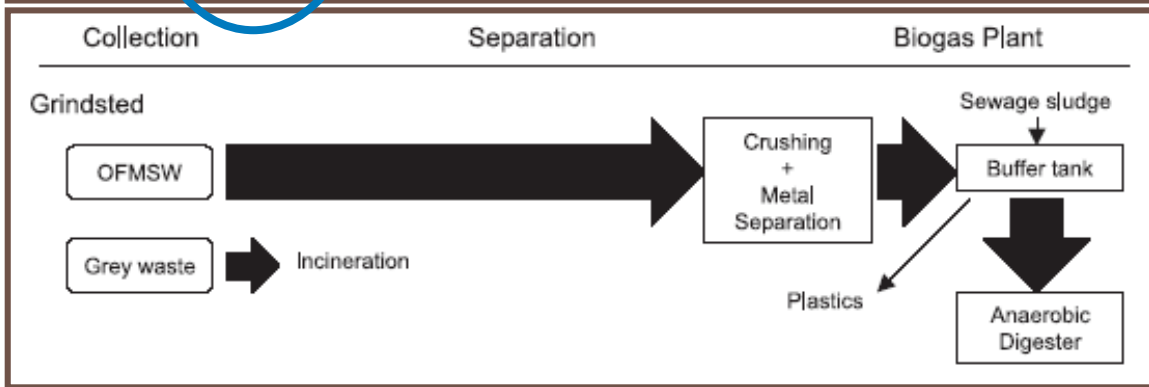 Collection Separation Biogas Plant
Grindsted
Sewage sludge
OFMSW
Crushing
+
Metal
Separation
Buffer tank
Grey waste
Incineration
Plastics
Anaerobic
Digester